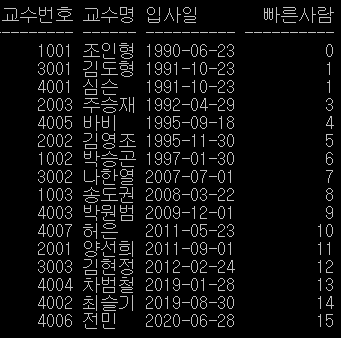 교수번호 교수명 입사일 빠른사람
---------- ---------- ---------- ----------
1001 조인형 1990-06-23 0
3001 김도형 1991-10-23 1
4001 심슨 1991-10-23 1
2003 주승재 1992-04-29 3
4005 바비 1995-09-18 4
2002 김영조 1995-11-30 5
1002 박승곤 1997-01-30 6
3002 나한열 2007-07-01 7
1003 송도권 2008-03-22 8
4003 박원범 2009-12-01 9
4007 허은 2011-05-23 10
2001 양선희 2011-09-01 11
3003 김현정 2012-02-24 12
4004 차범철 2019-01-28 13
4002 최슬기 2019-08-30 14
4006 전민 2020-06-28 15